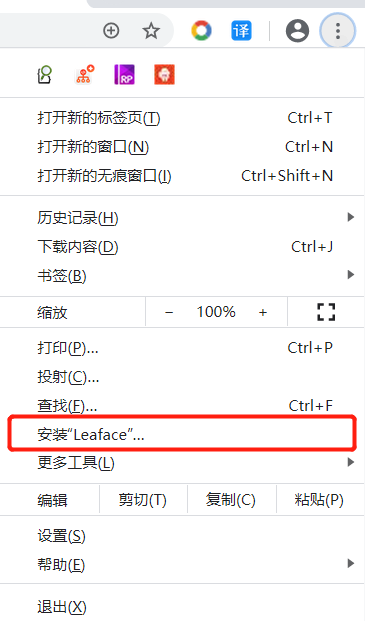 译
RP
打开新的标签页(T) Ctrl+T
打开新的窗口(N) Ctrl+N
打开新的无痕窗口(I) Ctrl+Shift+N
历史记录(H)
下载内容(D) Ctrl+J
书签(B)
缩放 − 100% +
打印(P)... Ctrl+P
投射(C)...
查找(F)... Ctrl+F
安装“Leaface”...
更多工具(L)
编辑 剪切(T) 复制(C) 粘贴(P)
设置(S)
帮助(E)
退出(X)